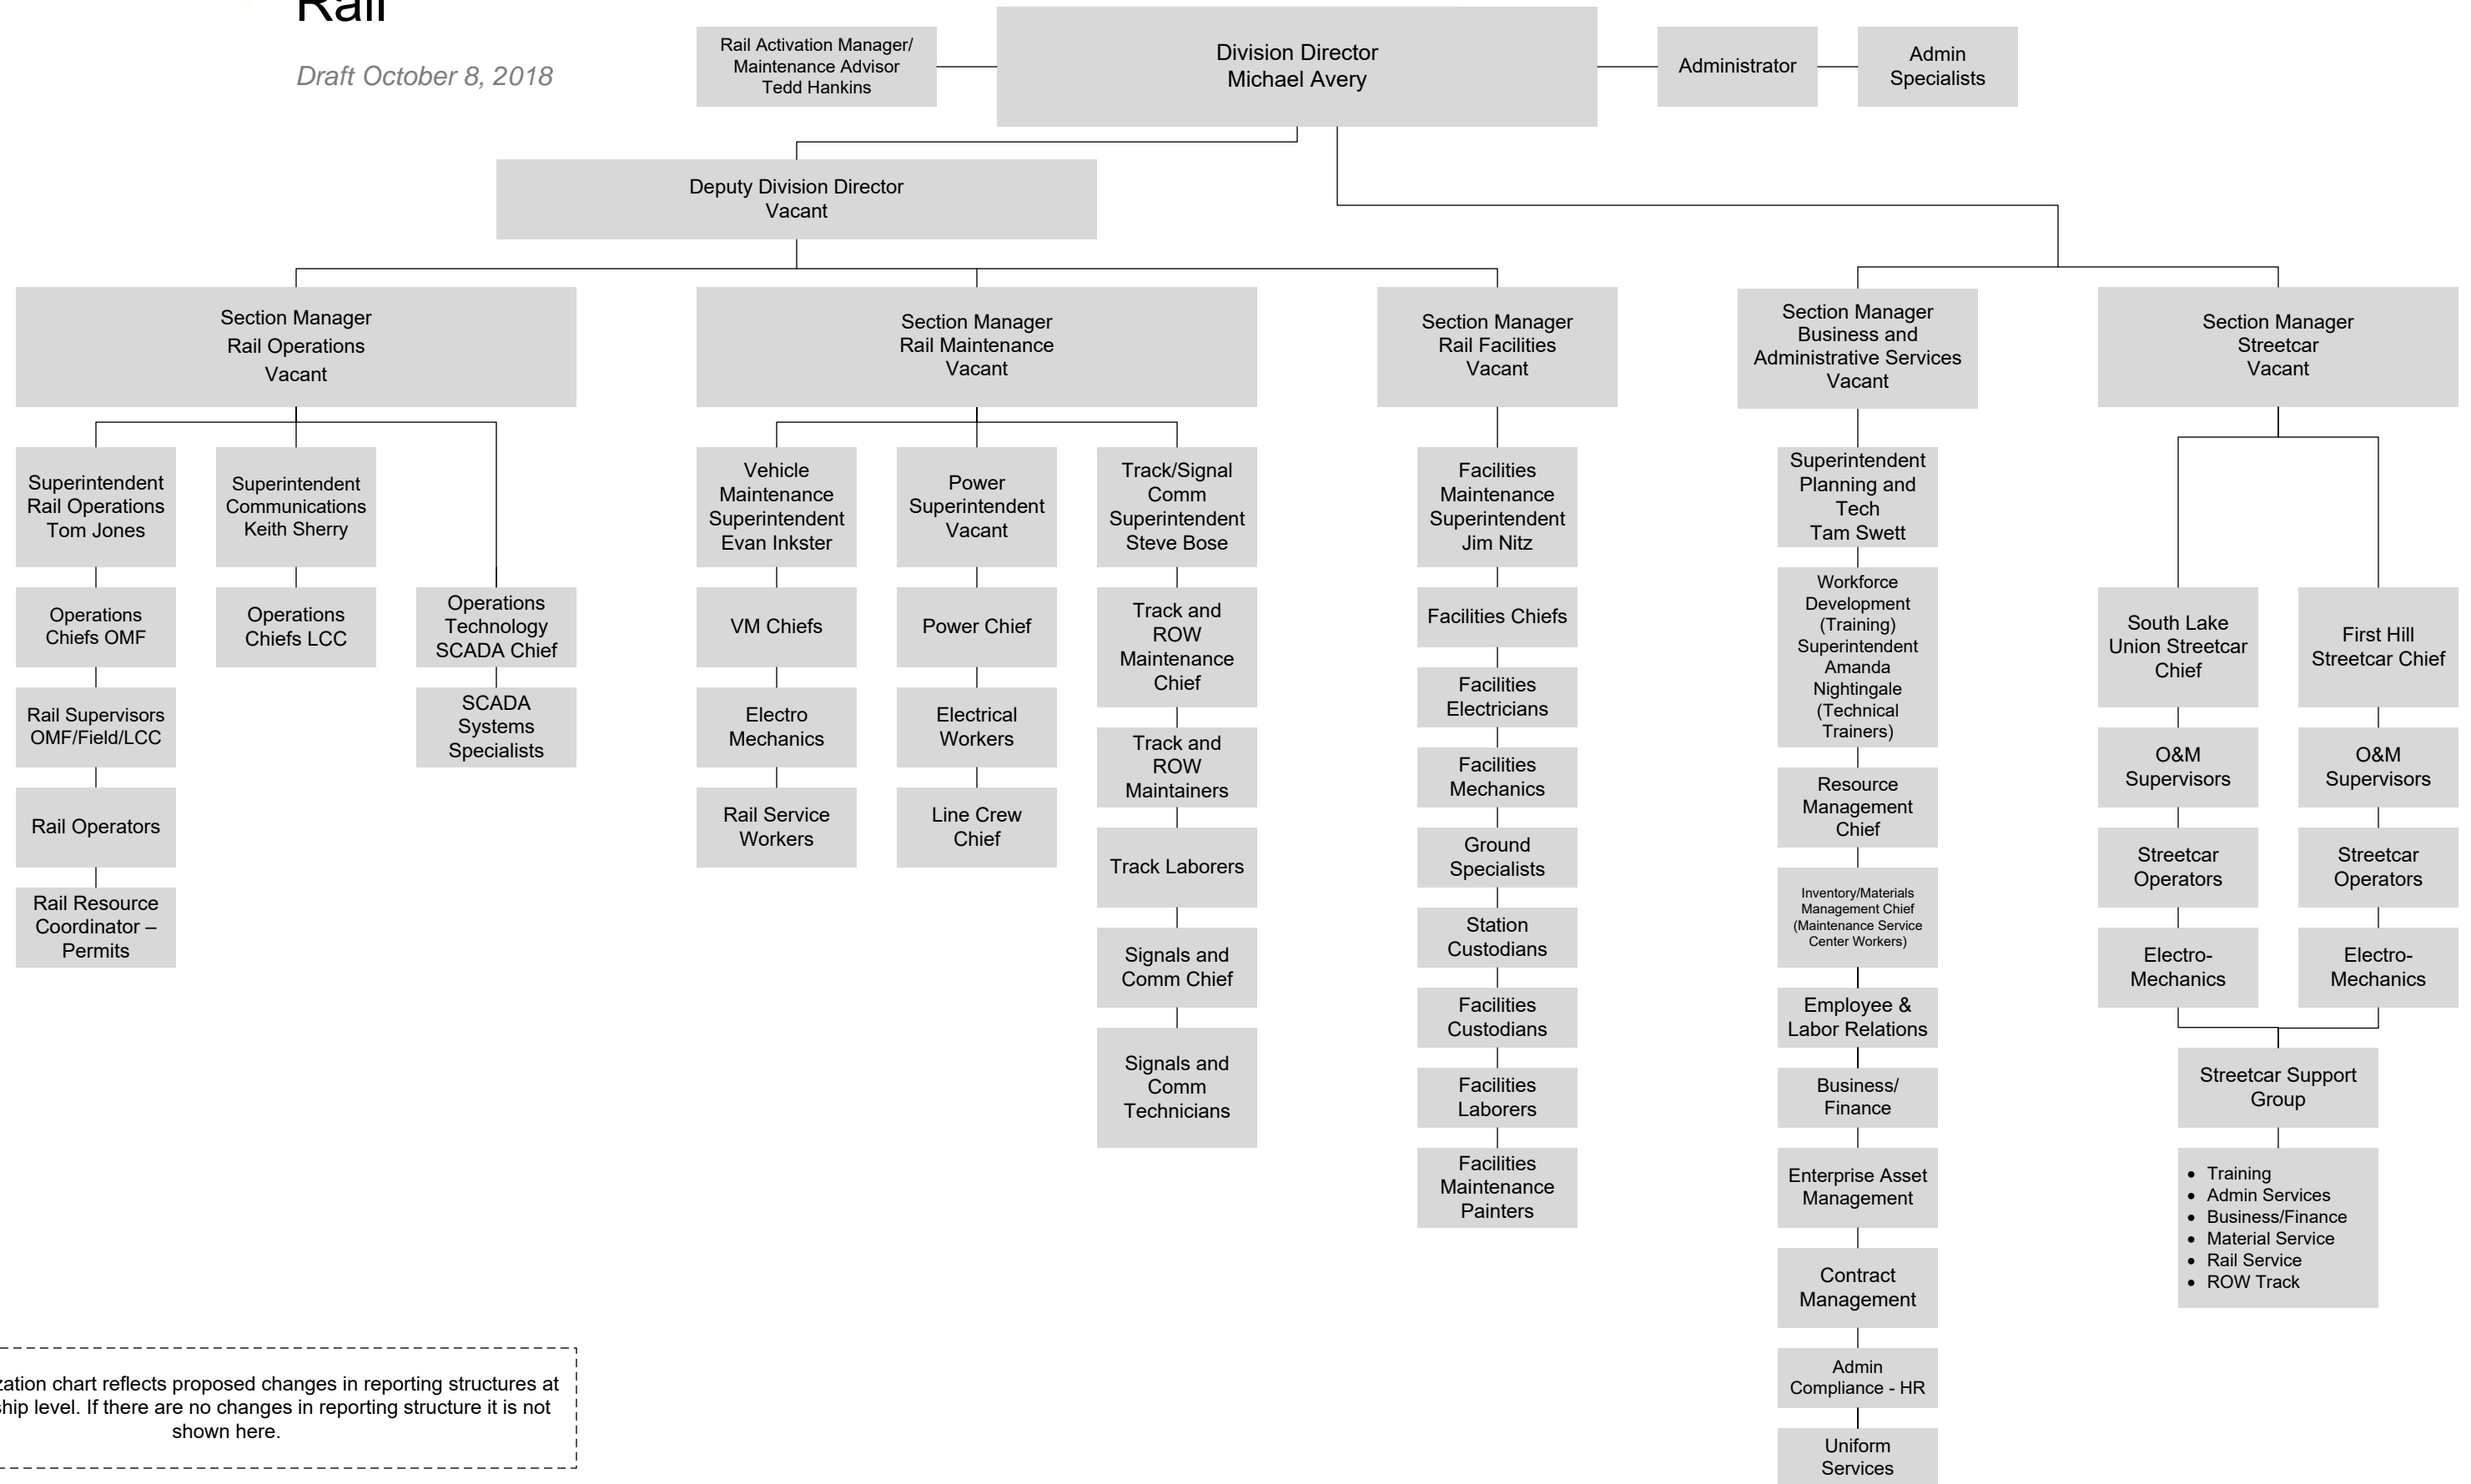 Rail
Draft October 8, 2018
Rail Activation Manager/
Maintenance Advisor
Tedd Hankins
Division Director
Michael Avery
Administrator
Admin
Specialists
Deputy Division Director
Vacant
Section Manager
Rail Operations
Vacant
Section Manager
Rail Maintenance
Vacant
Section Manager
Rail Facilities
Vacant
Section Manager
Business and
Administrative Services
Vacant
Section Manager
Streetcar
Vacant
Superintendent
Rail Operations
Tom Jones
Operations
Chiefs OMF
Rail Supervisors
OMF/Field/LCC
Rail Operators
Rail Resource
Coordinator –
Permits
Superintendent
Communications
Keith Sherry
Operations
Chiefs LCC
Operations
Technology
SCADA Chief
SCADA
Systems
Specialists
Vehicle
Maintenance
Superintendent
Evan Inkster
VM Chiefs
Electro
Mechanics
Rail Service
Workers
Power
Superintendent
Vacant
Power Chief
Electrical
Workers
Line Crew
Chief
Track/Signal
Comm
Superintendent
Steve Bose
Track and
ROW
Maintenance
Chief
Track and
ROW
Maintainers
Track Laborers
Signals and
Comm Chief
Signals and
Comm
Technicians
Facilities
Maintenance
Superintendent
Jim Nitz
Facilities Chiefs
Facilities
Electricians
Facilities
Mechanics
Ground
Specialists
Station
Custodians
Facilities
Custodians
Facilities
Laborers
Facilities
Maintenance
Painters
Superintendent
Planning and
Tech
Tam Swett
Workforce
Development
(Training)
Superintendent
Amanda
Nightingale
(Technical
Trainers)
Resource
Management
Chief
Inventory/Materials
Management Chief
(Maintenance Service
Center Workers)
Employee &
Labor Relations
Business/
Finance
Enterprise Asset
Management
Contract
Management
Admin
Compliance - HR
Uniform
Services
South Lake
Union Streetcar
Chief
O&M
Supervisors
Streetcar
Operators
Electro-
Mechanics
First Hill
Streetcar Chief
O&M
Supervisors
Streetcar
Operators
Electro-
Mechanics
Streetcar Support
Group
• Training
• Admin Services
• Business/Finance
• Material Service
• Rail Service
• ROW Track
zation chart reflects proposed changes in reporting structures at
ship level. If there are no changes in reporting structure it is not
shown here.